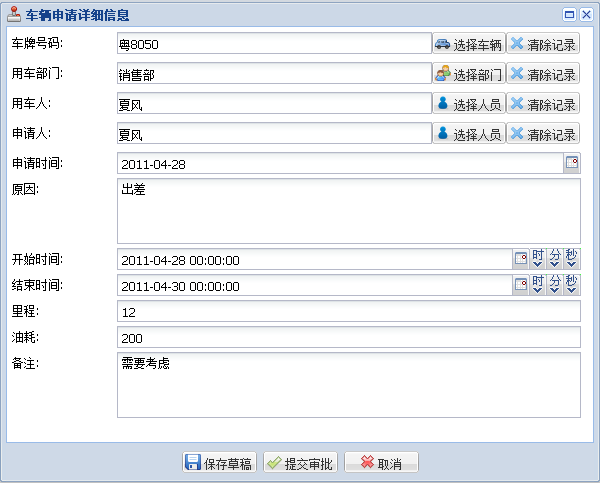 车辆申请详细信息
车牌号码: 粤8050 选择车辆 清除记录
用车部门: 销售部 选择部门 清除记录
用车人: 夏风 选择人员 清除记录
申请人: 夏风 选择人员 清除记录
申请时间: 2011-04-28
原因: 出差
开始时间: 2011-04-28 00:00:00 时 分 秒
结束时间: 2011-04-30 00:00:00 时 分 秒
里程: 12
油耗: 200
备注: 需要考虑
保存草稿 提交审批 取消